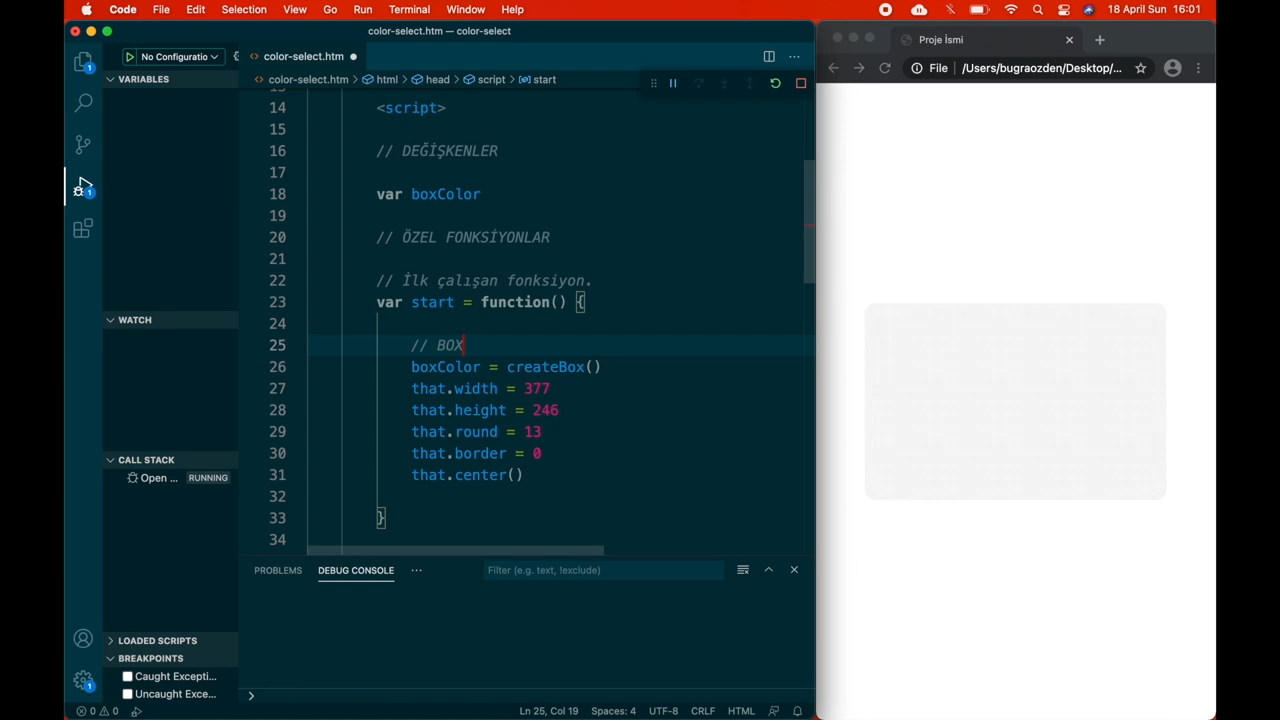 Code File Edit Selection View Go Run Terminal Window Help
18 April Sun 16:01
color-select.htm — color-select
No Configuratio
color-select.htm
color-select.htm > html > head > script > start
VARIABLES
WATCH
CALL STACK
Open ... RUNNING
LOADED SCRIPTS
BREAKPOINTS
Caught Excepti...
Uncaught Exce...
14 <script>
15
16 // DEĞİŞKENLER
17
18 var boxColor
19
20 // ÖZEL FONKSİYONLAR
21
22 // İlk çalışan fonksiyon.
23 var start = function() {
24
25 // BOX
26 boxColor = createBox()
27 that.width = 377
28 that.height = 246
29 that.round = 13
30 that.border = 0
31 that.center()
32
33 }
34
PROBLEMS DEBUG CONSOLE ...
Filter (e.g. text, !exclude)
0 0
Ln 25, Col 19 Spaces: 4 UTF-8 CRLF HTML
Proje İsmi
File /Users/bugraozden/Desktop/...
1
1
1